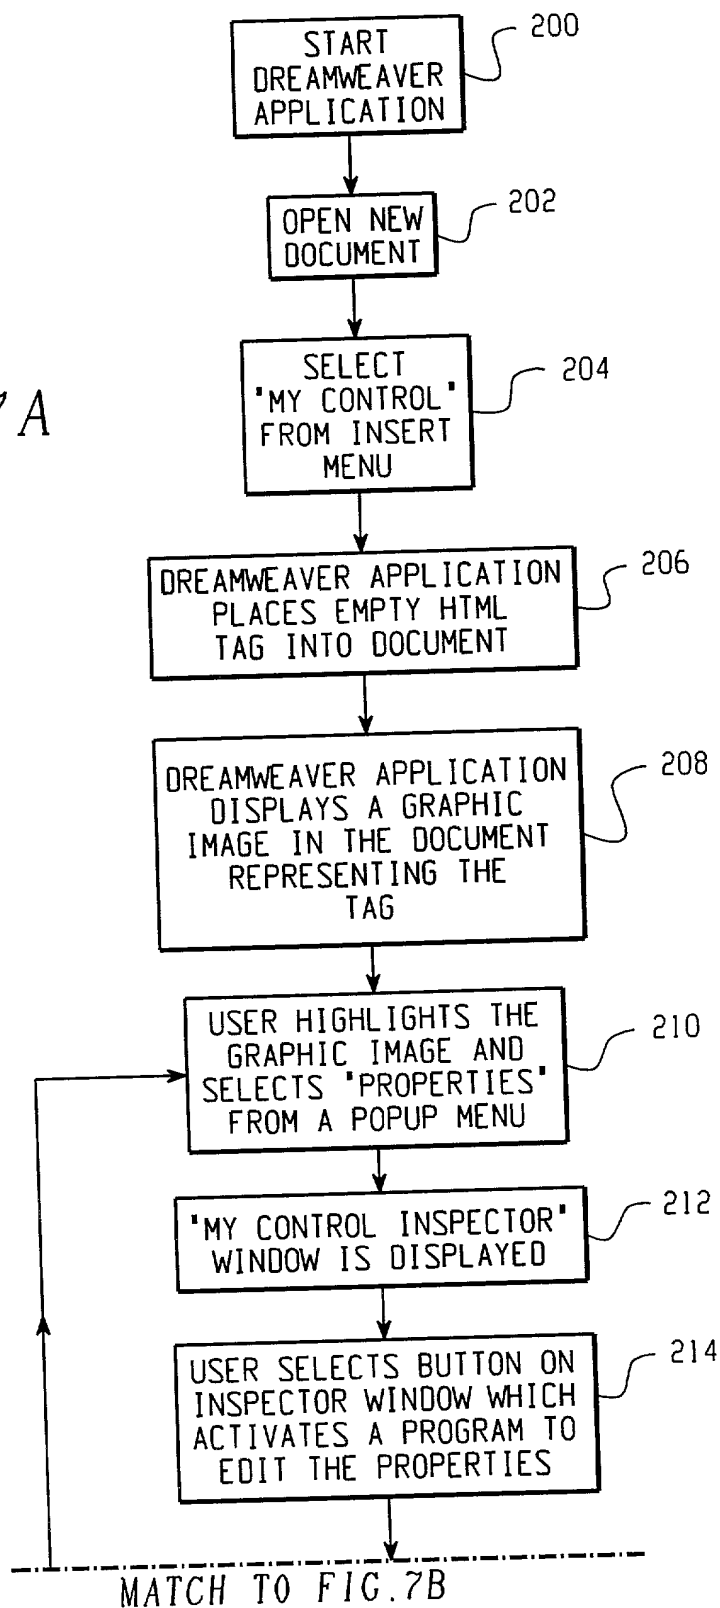 START
DREAMWEAVER
APPLICATION
200
OPEN NEW
DOCUMENT
202
SELECT
"MY CONTROL"
FROM INSERT
MENU
204
7A
DREAMWEAVER APPLICATION
PLACES EMPTY HTML
TAG INTO DOCUMENT
206
DREAMWEAVER APPLICATION
DISPLAYS A GRAPHIC
IMAGE IN THE DOCUMENT
REPRESENTING THE
TAG
208
USER HIGHLIGHTS THE
GRAPHIC IMAGE AND
SELECTS "PROPERTIES"
FROM A POPUP MENU
210
"MY CONTROL INSPECTOR"
WINDOW IS DISPLAYED
212
USER SELECTS BUTTON ON
INSPECTOR WINDOW WHICH
ACTIVATES A PROGRAM TO
EDIT THE PROPERTIES
214
MATCH TO FIG.7B